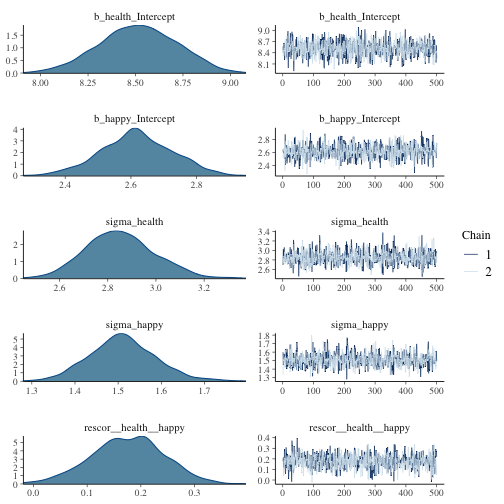 b_health_Intercept
1.5
1.0
0.5
0.0
8.00 8.25 8.50 8.75 9.00
b_health_Intercept
9.0
8.7
8.4
8.1
0 100 200 300 400 500
b_happy_Intercept
4
3
2
1
0
2.4 2.6 2.8
b_happy_Intercept
2.8
2.6
2.4
0 100 200 300 400 500
sigma_health
2
1
0
2.6 2.8 3.0 3.2
sigma_health
3.4
3.2
3.0
2.8
2.6
0 100 200 300 400 500
Chain
1
2
sigma_happy
5
4
3
2
1
0
1.3 1.4 1.5 1.6 1.7
sigma_happy
1.8
1.7
1.6
1.5
1.4
1.3
0 100 200 300 400 500
rescor__health__happy
5
4
3
2
1
0
0.0 0.1 0.2 0.3
rescor__health__happy
0.4
0.3
0.2
0.1
0.0
0 100 200 300 400 500